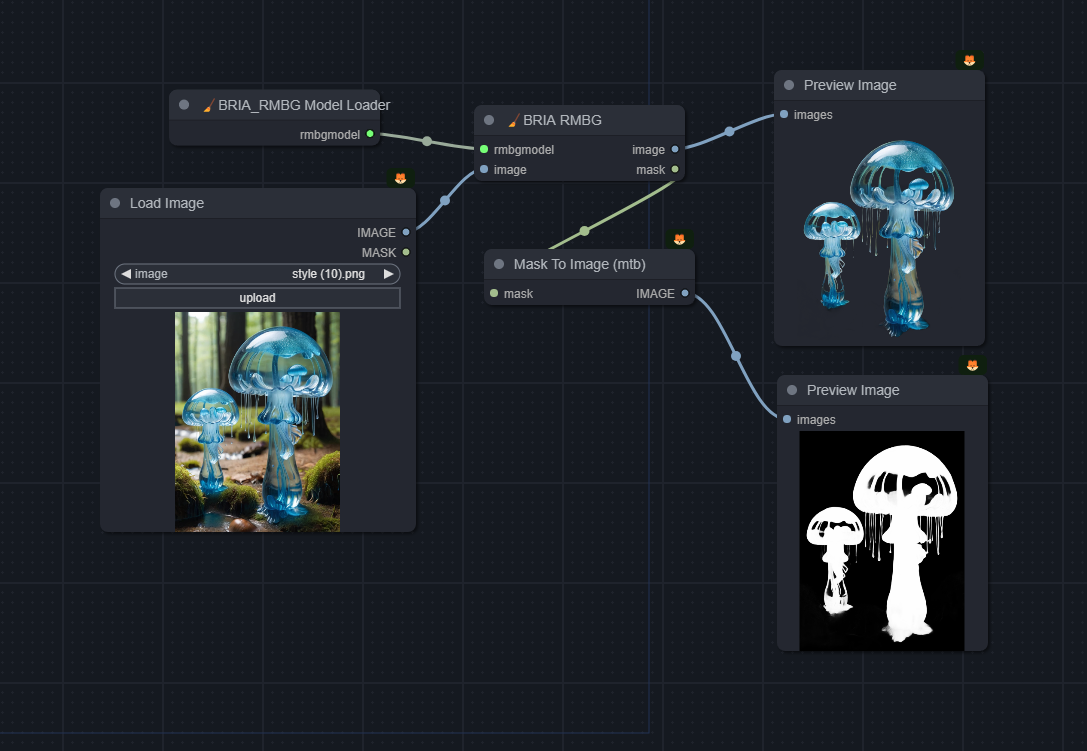 BRIA_RMBG Model Loader
rmbgmodel
Load Image
IMAGE
MASK
image style (10).png
upload
BRIA RMBG
rmbgmodel image
image mask
Mask To Image (mtb)
mask IMAGE
Preview Image
images
Preview Image
images